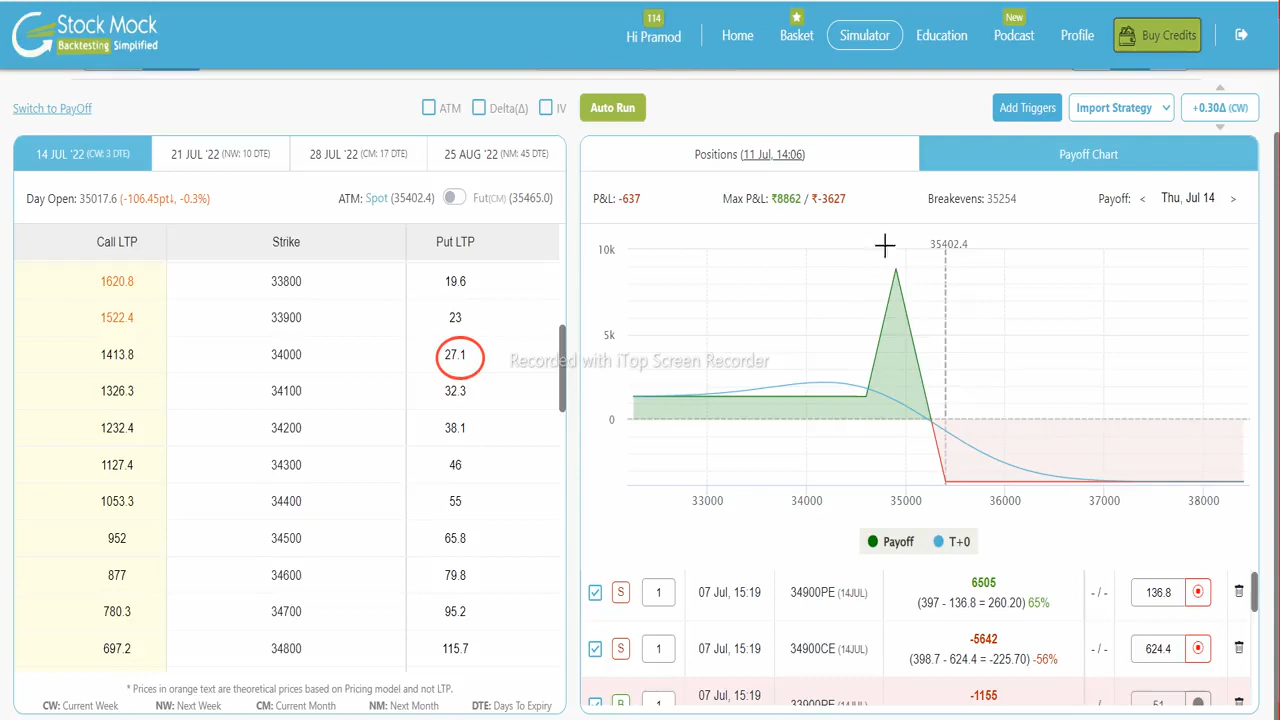 Stock Mock
Backtesting Simplified
114
Hi Pramod
Home
Basket
Simulator
Education
New
Podcast
Profile
Buy Credits
Switch to PayOff
ATM
Delta(Δ)
IV
Auto Run
Add Triggers
Import Strategy
+0.30Δ (CW)
14 JUL '22 (CW: 3 DTE)
21 JUL '22 (NW: 10 DTE)
28 JUL '22 (CM: 17 DTE)
25 AUG '22 (NM: 45 DTE)
Positions (11 Jul, 14:06)
Payoff Chart
Day Open: 35017.6 (-106.45pt↓, -0.3%)
ATM: Spot (35402.4)
Fut(CM) (35465.0)
P&L: -637
Max P&L: ₹8862 / ₹-3627
Breakevens: 35254
Payoff: < Thu, Jul 14 >
Call LTP Strike Put LTP
1620.8 33800 19.6
1522.4 33900 23
1413.8 34000 27.1
1326.3 34100 32.3
1232.4 34200 38.1
1127.4 34300 46
1053.3 34400 55
952 34500 65.8
877 34600 79.8
780.3 34700 95.2
697.2 34800 115.7
* Prices in orange text are theoretical prices based on Pricing model and not LTP.
CW: Current Week NW: Next Week CM: Current Month NM: Next Month DTE: Days To Expiry
35402.4
10k
5k
0
33000 34000 35000 36000 37000 38000
Recorded with iTop Screen Recorder
Payoff T+0
S 1 07 Jul, 15:19 34900PE (14JUL) 6505 - / - 136.8
(397 - 136.8 = 260.20) 65%
S 1 07 Jul, 15:19 34900CE (14JUL) -5642 - / - 624.4
(398.7 - 624.4 = -225.70) -56%
B 1 07 Jul, 15:19 33900PE (14JUL) -1155 - / - 51